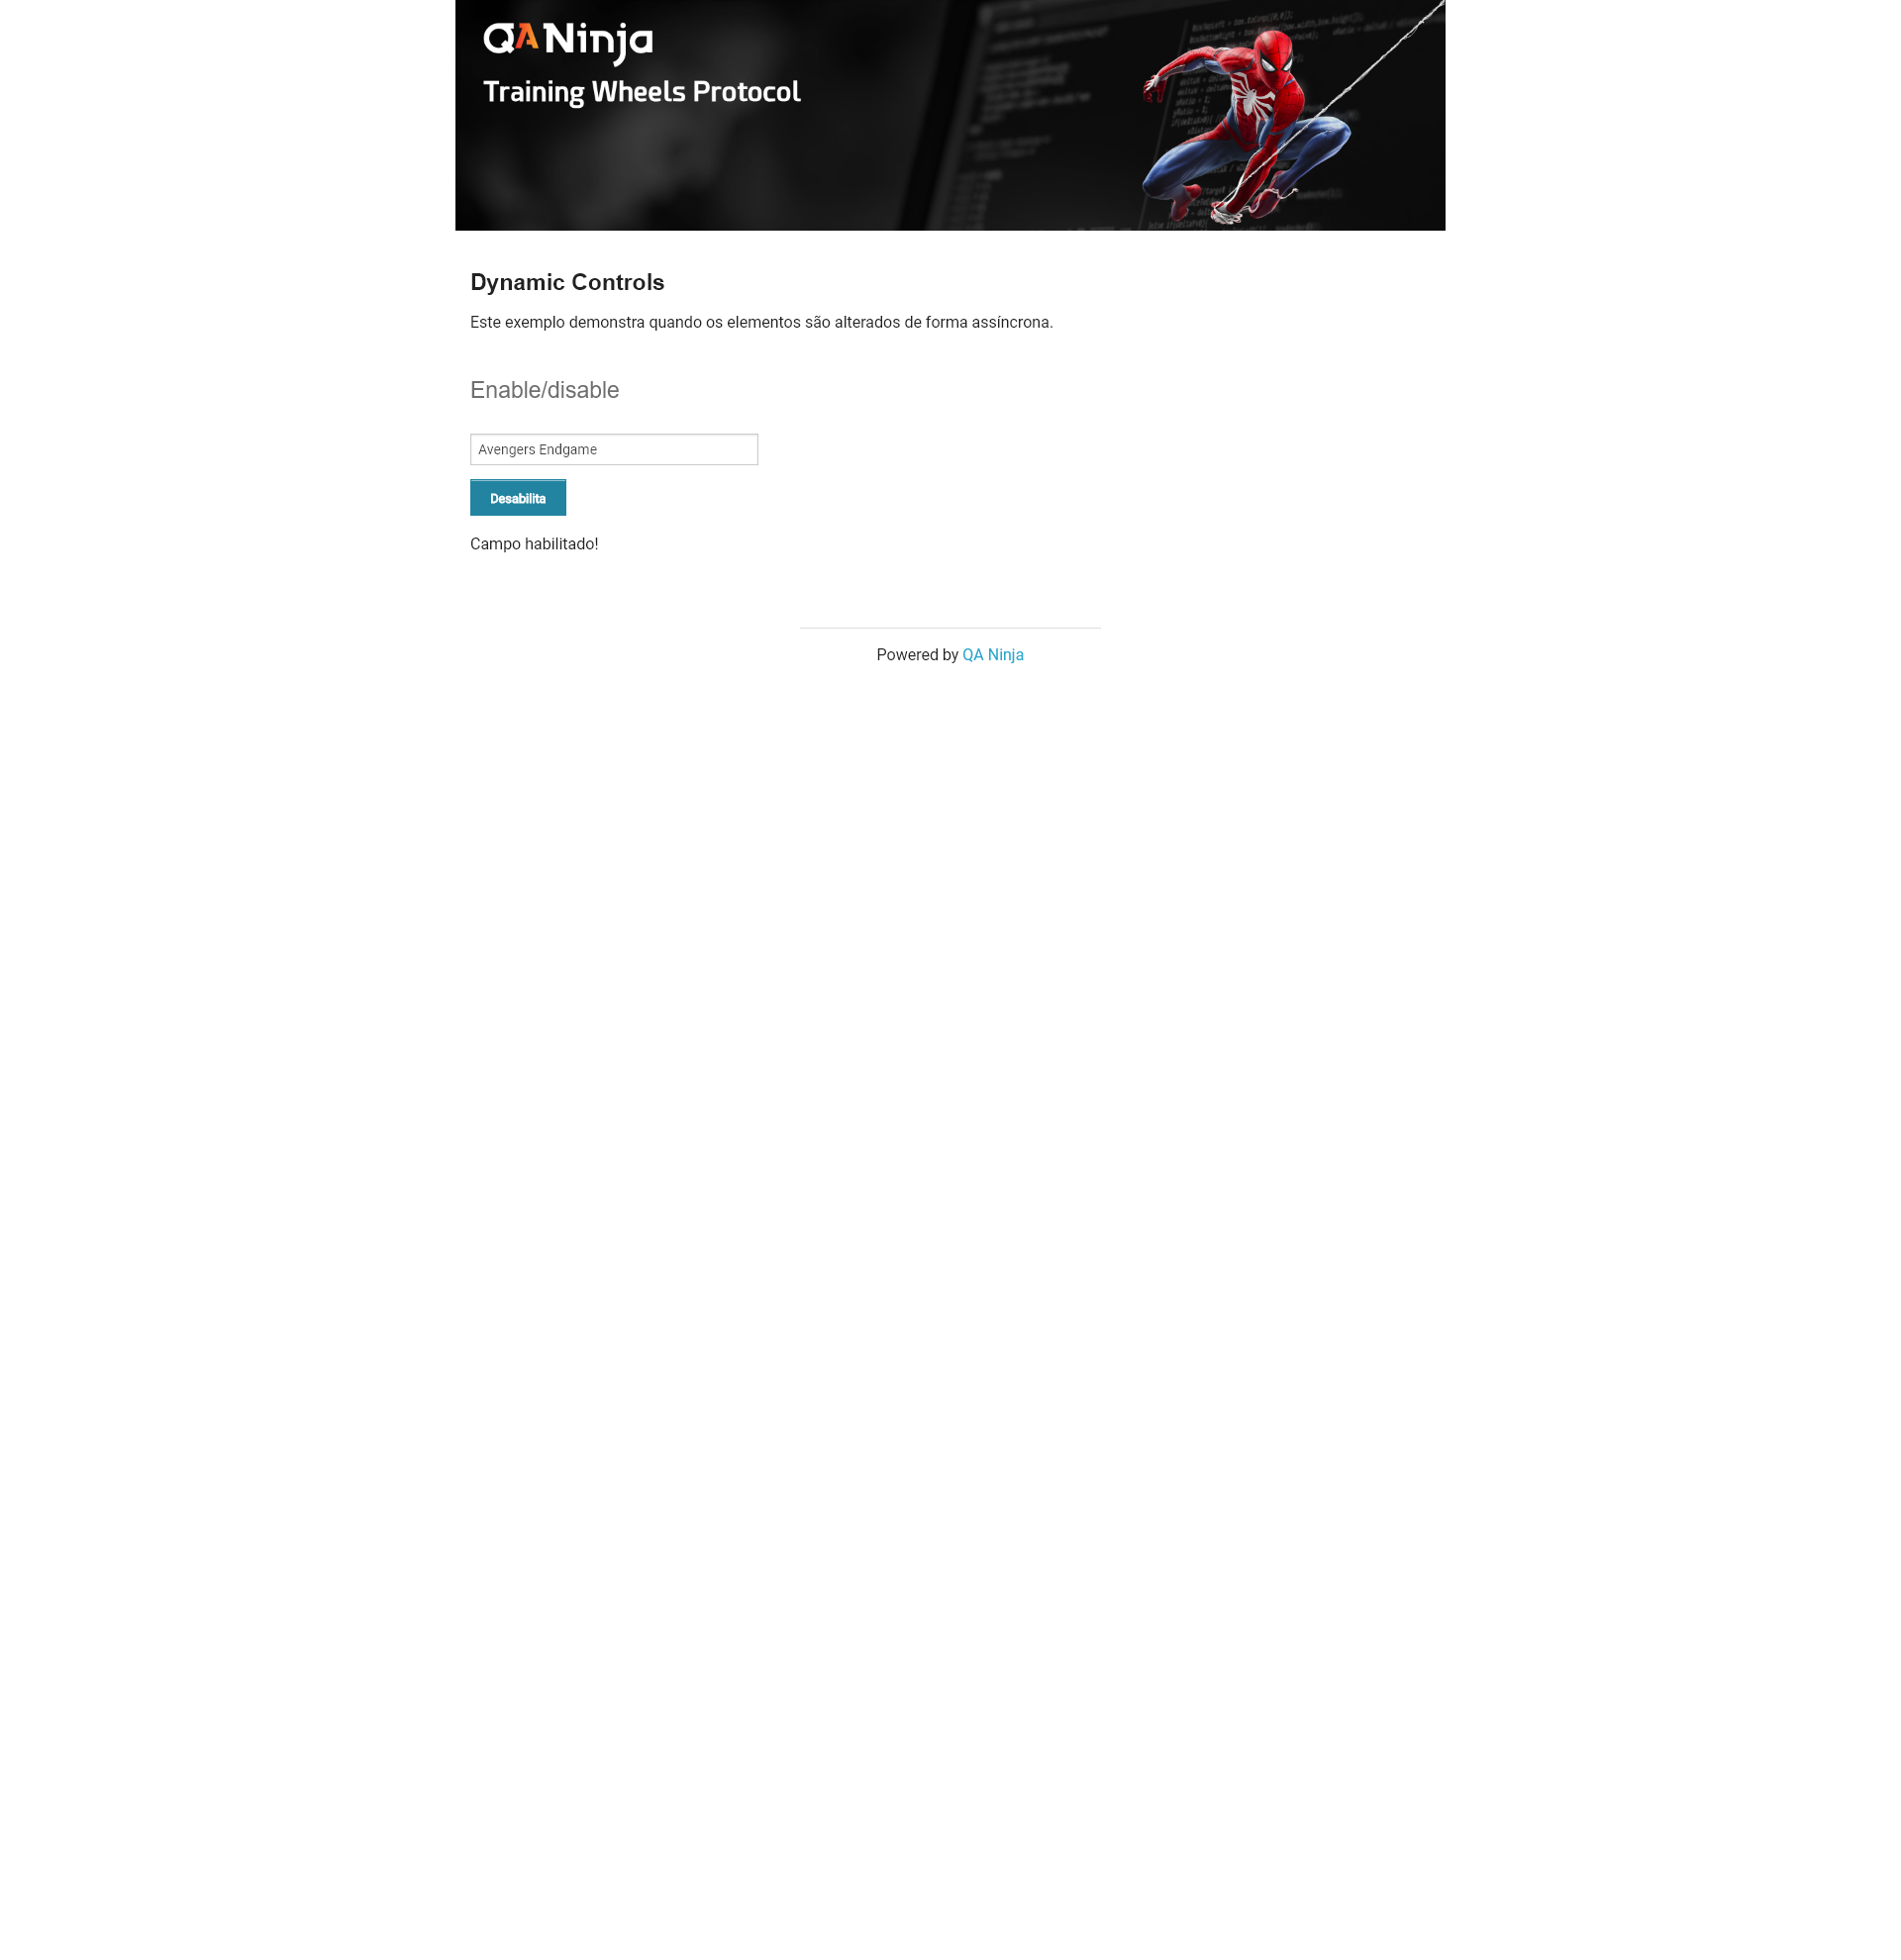 QA Ninja
Training Wheels Protocol
Dynamic Controls
Este exemplo demonstra quando os elementos são alterados de forma assíncrona.
Enable/disable
Avengers Endgame
Desabilita
Campo habilitado!
Powered by QA Ninja